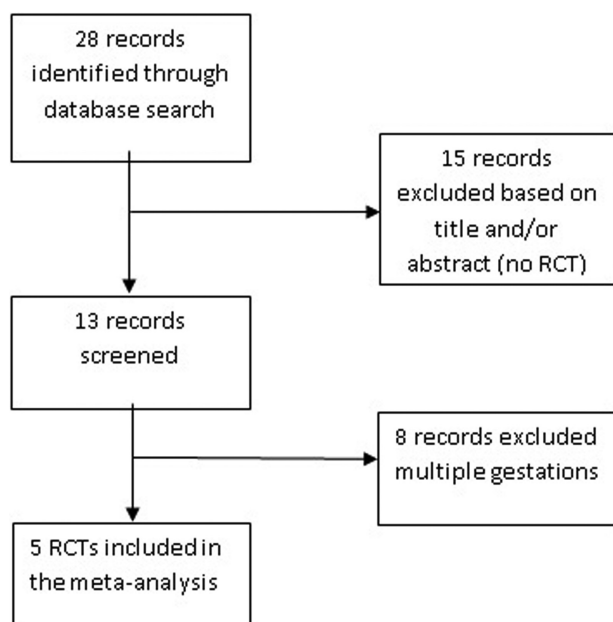 28 records
identified through
database search
15 records
excluded based on
title and/or
abstract (no RCT)
13 records
screened
8 records excluded
multiple gestations
5 RCTs included in
the meta-analysis